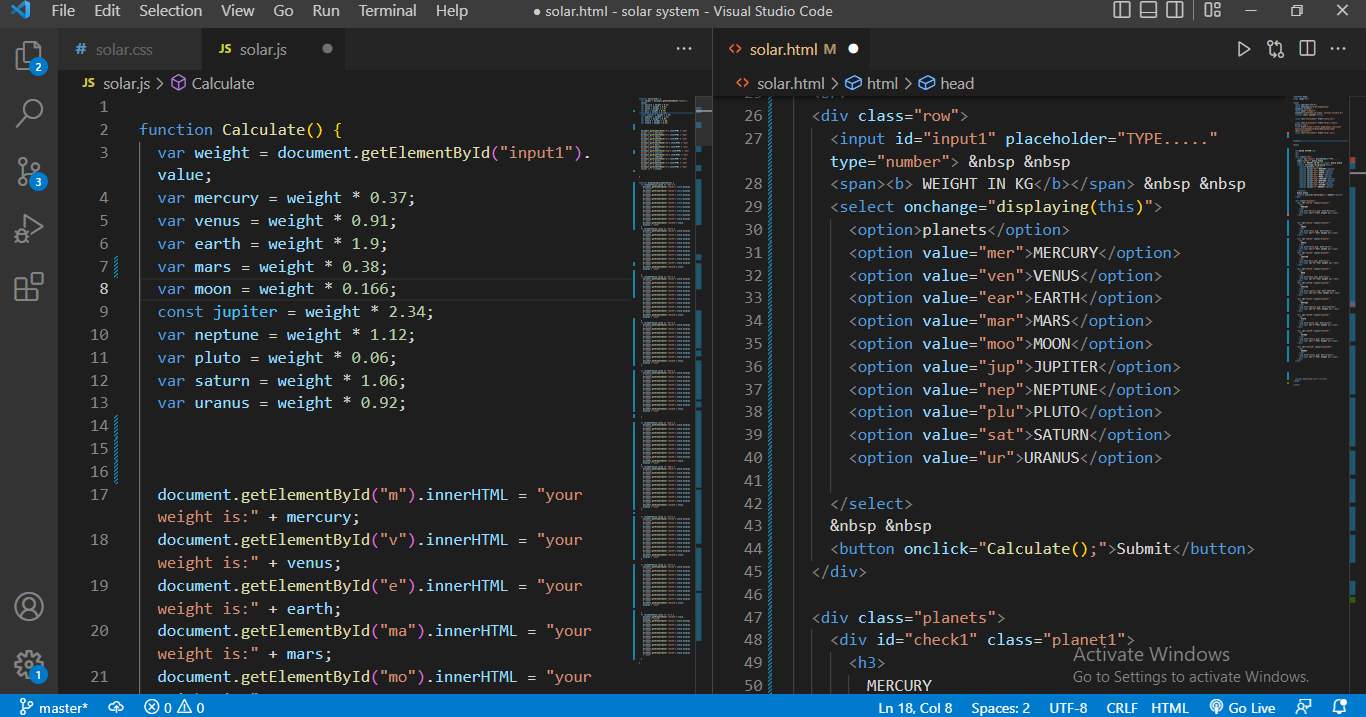 File Edit Selection View Go Run Terminal Help ● solar.html - solar system - Visual Studio Code
# solar.css JS solar.js ● ··· <> solar.html M ● ···
JS solar.js > Calculate
<> solar.html > html > head
1
2 function Calculate() {
3 var weight = document.getElementById("input1").
value;
4 var mercury = weight * 0.37;
5 var venus = weight * 0.91;
6 var earth = weight * 1.9;
7 var mars = weight * 0.38;
8 var moon = weight * 0.166;
9 const jupiter = weight * 2.34;
10 var neptune = weight * 1.12;
11 var pluto = weight * 0.06;
12 var saturn = weight * 1.06;
13 var uranus = weight * 0.92;
14
15
16
17 document.getElementById("m").innerHTML = "your
weight is:" + mercury;
18 document.getElementById("v").innerHTML = "your
weight is:" + venus;
19 document.getElementById("e").innerHTML = "your
weight is:" + earth;
20 document.getElementById("ma").innerHTML = "your
weight is:" + mars;
21 document.getElementById("mo").innerHTML = "your
26 <div class="row">
27 <input id="input1" placeholder="TYPE....."
type="number"> &nbsp &nbsp
28 <span><b> WEIGHT IN KG</b></span> &nbsp &nbsp
29 <select onchange="displaying(this)">
30 <option>planets</option>
31 <option value="mer">MERCURY</option>
32 <option value="ven">VENUS</option>
33 <option value="ear">EARTH</option>
34 <option value="mar">MARS</option>
35 <option value="moo">MOON</option>
36 <option value="jup">JUPITER</option>
37 <option value="nep">NEPTUNE</option>
38 <option value="plu">PLUTO</option>
39 <option value="sat">SATURN</option>
40 <option value="ur">URANUS</option>
41
42 </select>
43 &nbsp &nbsp
44 <button onclick="Calculate();">Submit</button>
45 </div>
46
47 <div class="planets">
48 <div id="check1" class="planet1">
49 <h3>
50 MERCURY
Activate Windows
Go to Settings to activate Windows.
2
3
1
master* 0 0 Ln 18, Col 8 Spaces: 2 UTF-8 CRLF HTML Go Live